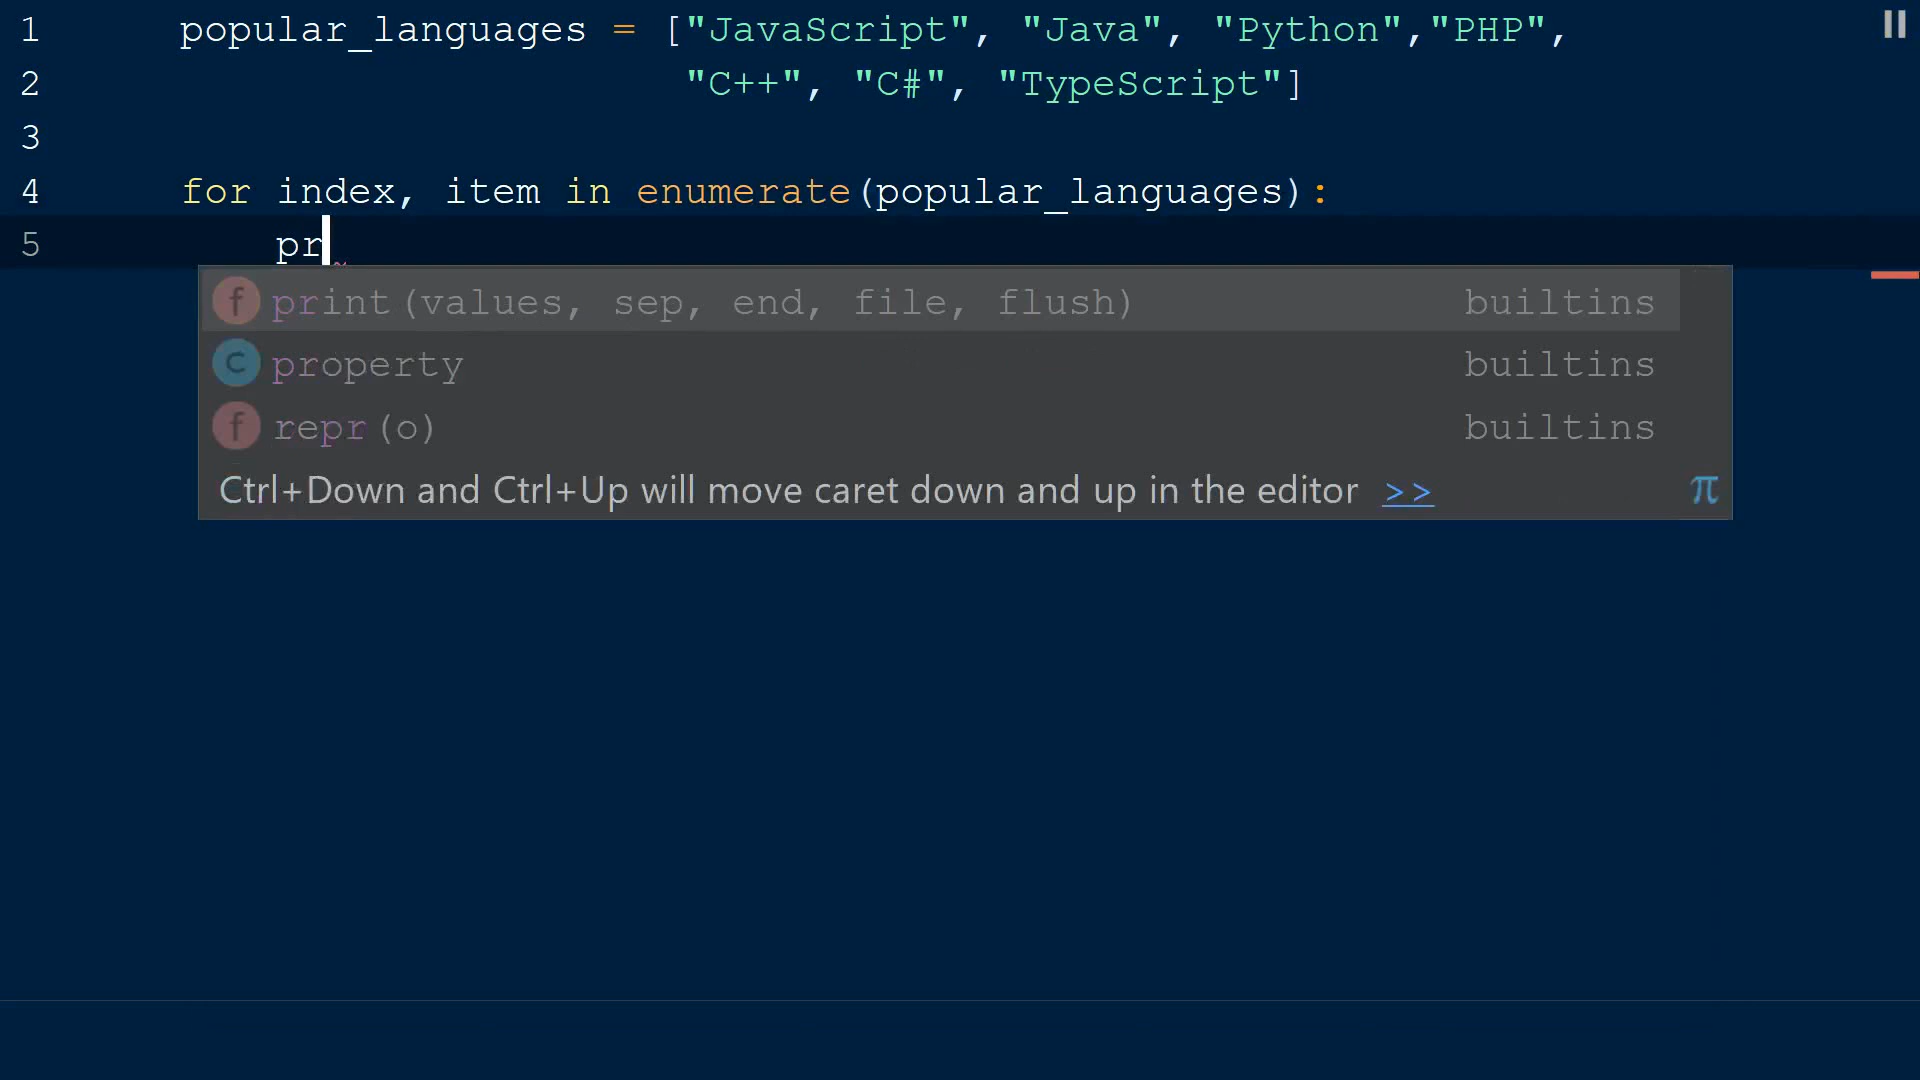 1 popular_languages = ["JavaScript", "Java", "Python","PHP",
2 "C++", "C#", "TypeScript"]
3
4 for index, item in enumerate(popular_languages):
5 pr
f print(values, sep, end, file, flush) builtins
c property builtins
f repr(o) builtins
Ctrl+Down and Ctrl+Up will move caret down and up in the editor >> π